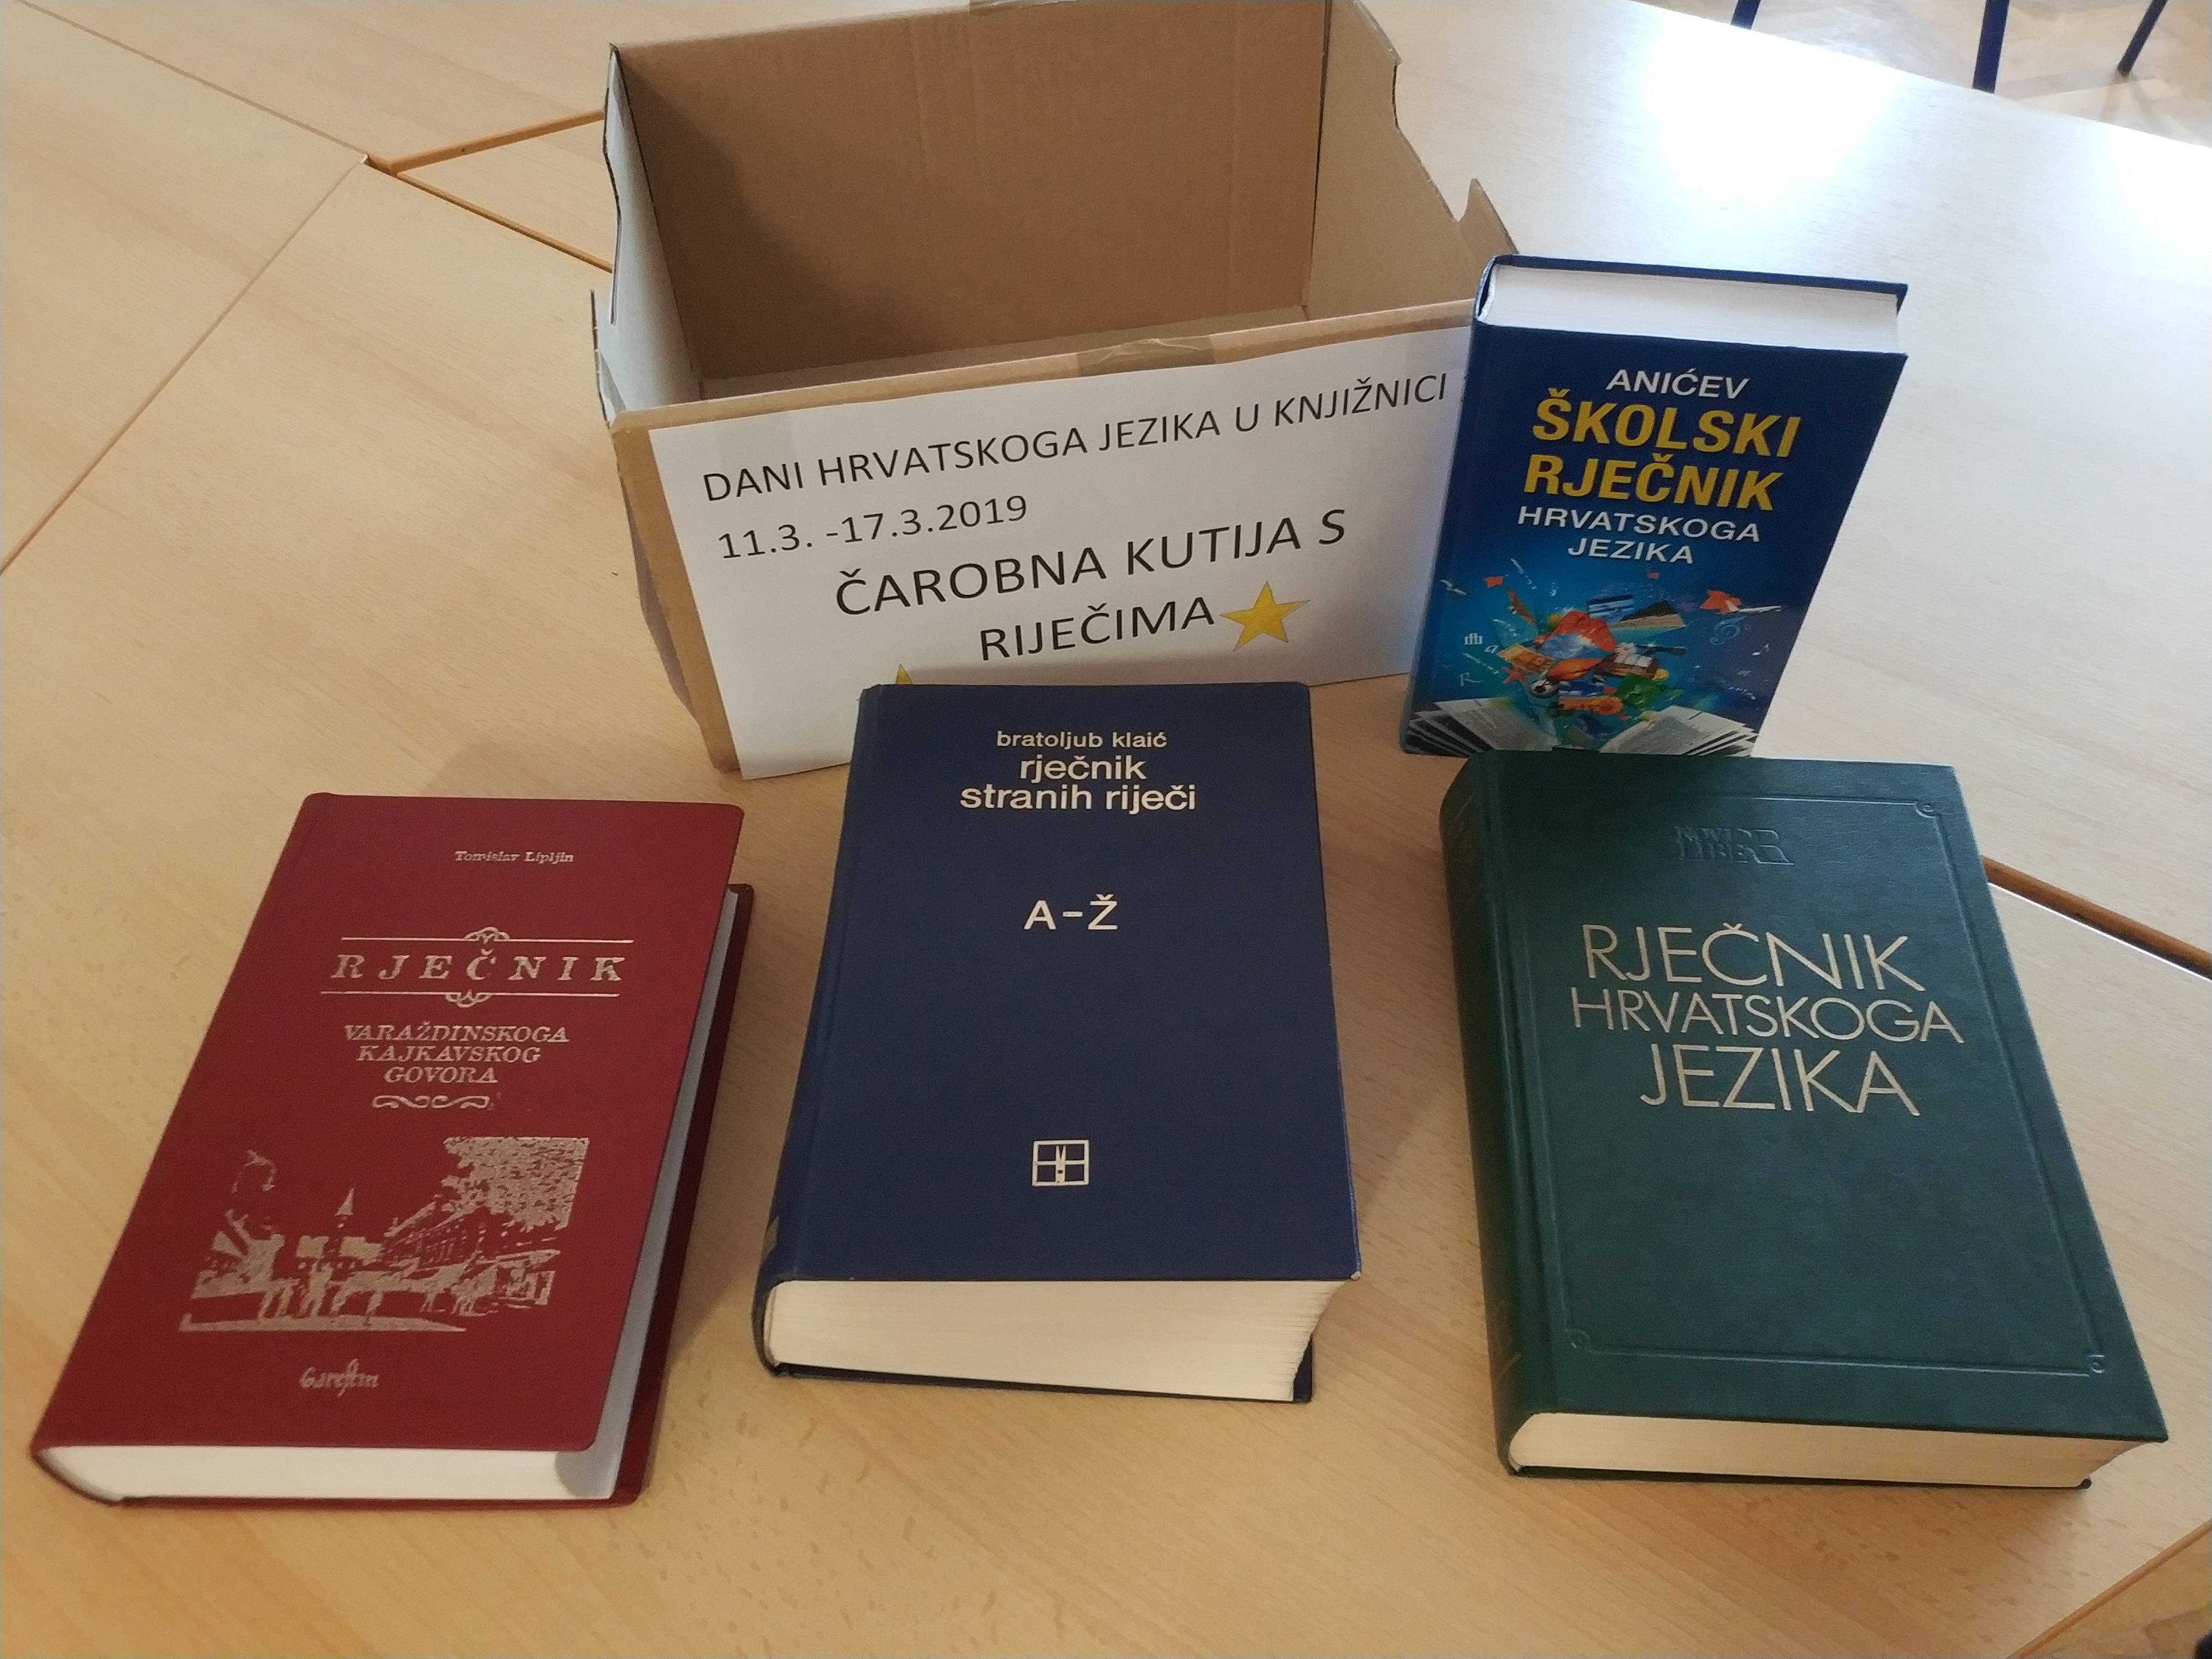 DANI HRVATSKOGA JEZIKA U KNJIŽNICI
11.3. -17.3.2019
ČAROBNA KUTIJA S
RIJEČIMA
ANIĆEV
ŠKOLSKI
RJEČNIK
HRVATSKOGA
JEZIKA
Tomislav Lipljin
RJEČNIK
VARAŽDINSKOGA
KAJKAVSKOG
GOVORA
Garestin
bratoljub klaić
rječnik
stranih riječi
A-Ž
NOVI
LIBER
RJEČNIK
HRVATSKOGA
JEZIKA